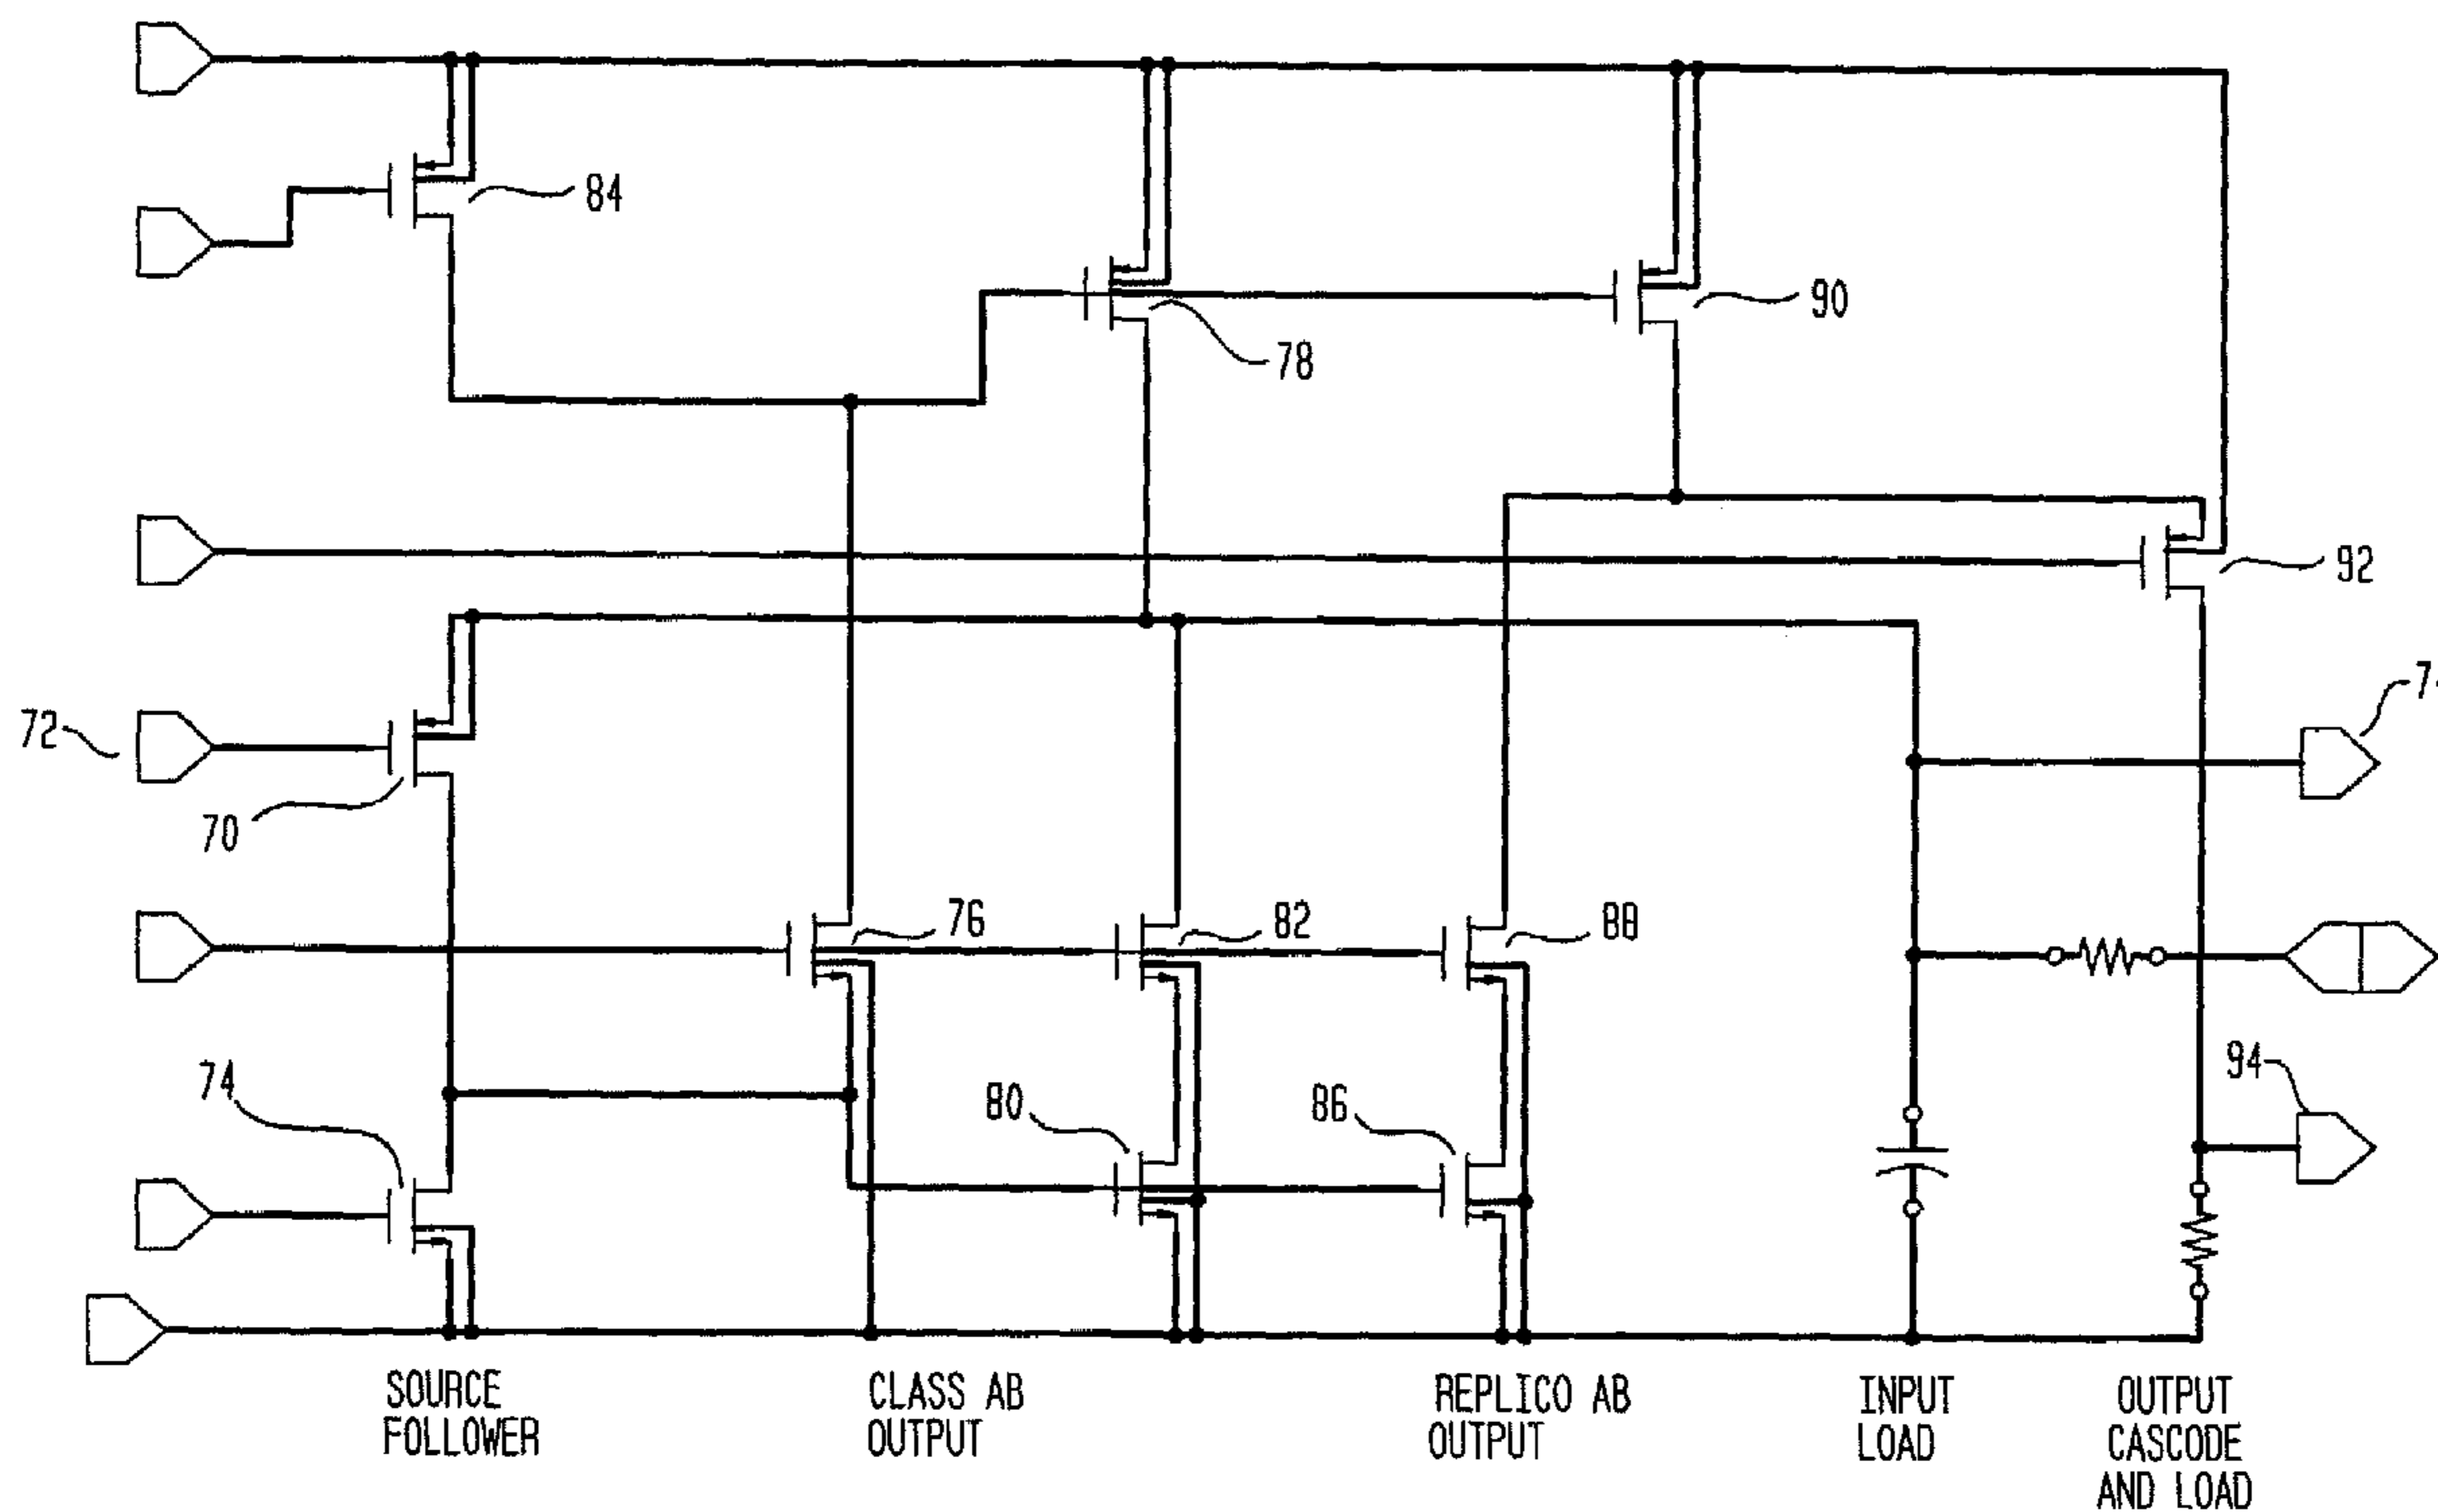 84
90
78
92
72
70
76
82
88
94
74
80
86
SOURCE
FOLLOWER
CLASS AB
OUTPUT
REPLICO AB
OUTPUT
INPUT
LOAD
OUTPUT
CASCODE
AND LOAD